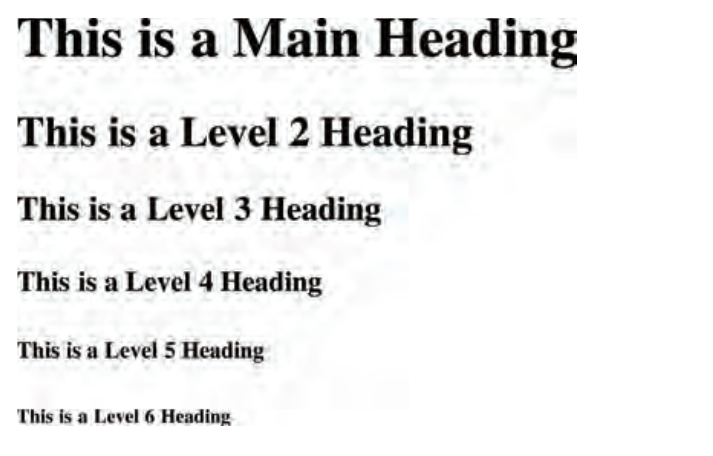 This is a Main Heading
This is a Level 2 Heading
This is a Level 3 Heading
This is a Level 4 Heading
This is a Level 5 Heading
This is a Level 6 Heading